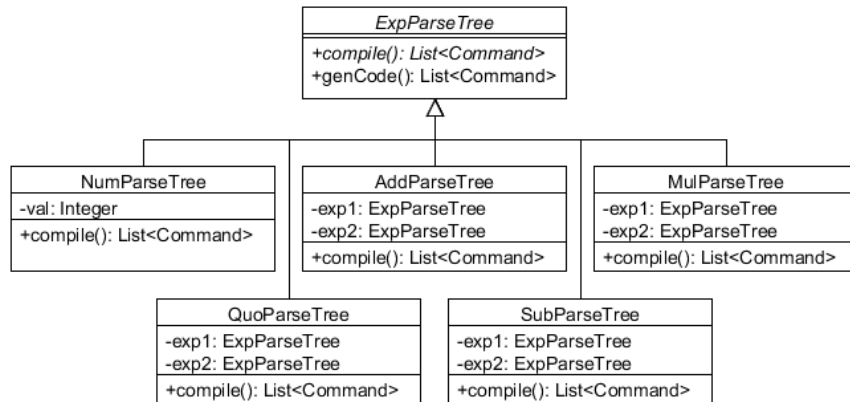 ExpParseTree
+compile(): List<Command>
+genCode(): List<Command>
NumParseTree
-val: Integer
+compile(): List<Command>
AddParseTree
-exp1: ExpParseTree
-exp2: ExpParseTree
+compile(): List<Command>
MulParseTree
-exp1: ExpParseTree
-exp2: ExpParseTree
+compile(): List<Command>
QuoParseTree
-exp1: ExpParseTree
-exp2: ExpParseTree
+compile(): List<Command>
SubParseTree
-exp1: ExpParseTree
-exp2: ExpParseTree
+compile(): List<Command>